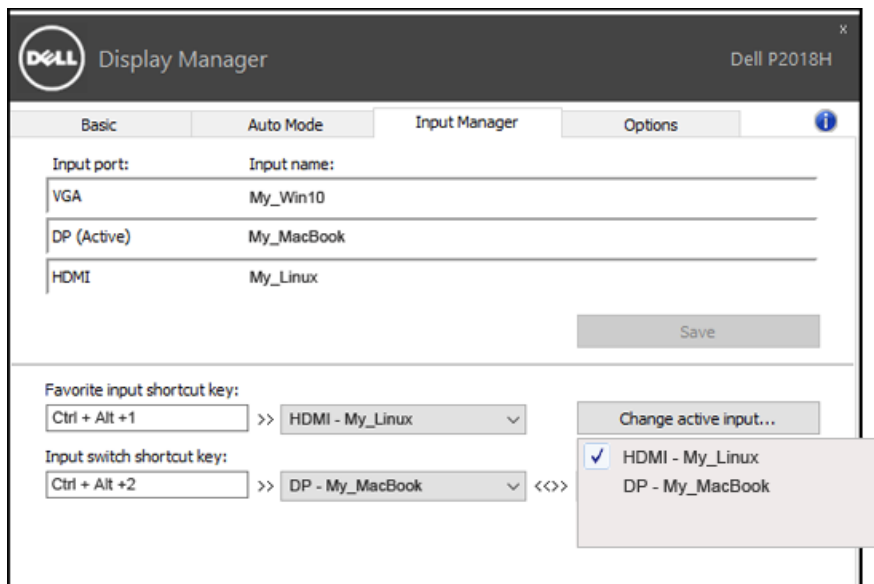 DELL Display Manager Dell P2018H x
Basic Auto Mode Input Manager Options i
Input port: Input name:
VGA My_Win10
DP (Active) My_MacBook
HDMI My_Linux
Save
Favorite input shortcut key:
Ctrl + Alt +1 >> HDMI - My_Linux Change active input...
Input switch shortcut key:
Ctrl + Alt +2 >> DP - My_MacBook <<>>
HDMI - My_Linux
DP - My_MacBook